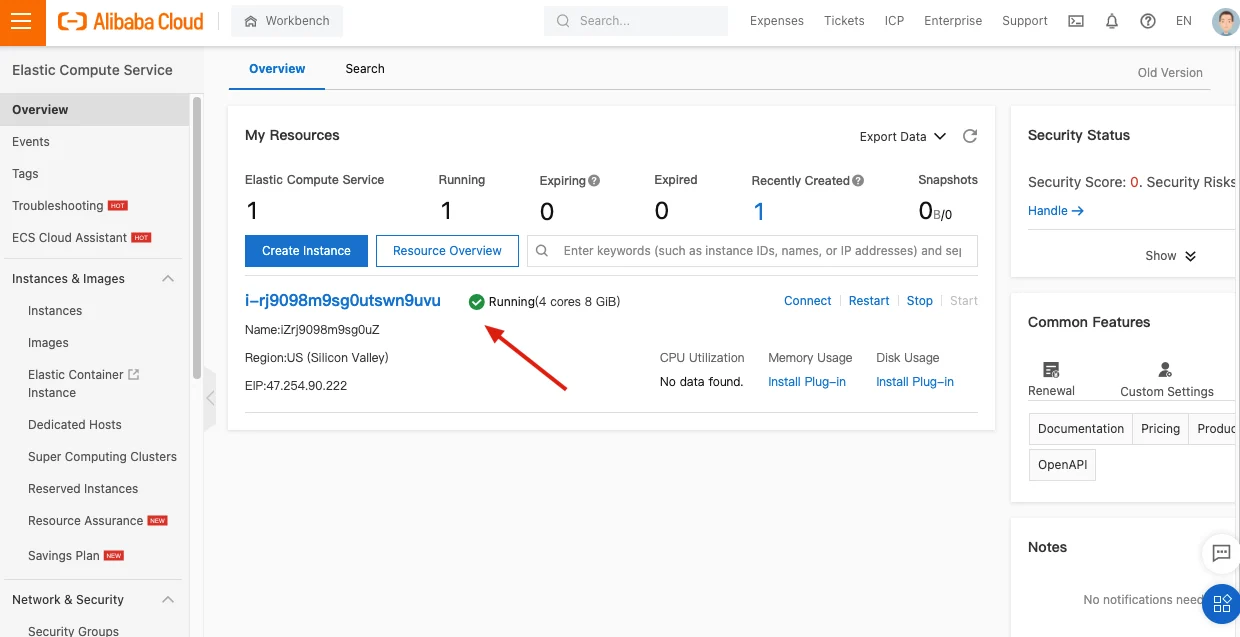 Alibaba Cloud
Workbench
Search...
Expenses
Tickets
ICP
Enterprise
Support
EN
Elastic Compute Service
Overview
Events
Tags
Troubleshooting HOT
ECS Cloud Assistant HOT
Instances & Images
Instances
Images
Elastic Container
Instance
Dedicated Hosts
Super Computing Clusters
Reserved Instances
Resource Assurance NEW
Savings Plan NEW
Network & Security
Security Groups
Overview
Search
Old Version
My Resources
Export Data
Elastic Compute Service
1
Running
1
Expiring
0
Expired
0
Recently Created
1
Snapshots
0B/0
Create Instance
Resource Overview
Enter keywords (such as instance IDs, names, or IP addresses) and
i-rj9098m9sg0utswn9uvu
Running(4 cores 8 GiB)
Connect
Restart
Stop
Start
Name:iZrj9098m9sg0uZ
Region:US (Silicon Valley)
EIP:47.254.90.222
CPU Utilization
No data found.
Memory Usage
Install Plug-in
Disk Usage
Install Plug-in
Security Status
Security Score: 0. Security Risks
Handle
Show
Common Features
Renewal
Custom Settings
Documentation
Pricing
Produc
OpenAPI
Notes
No notifications need